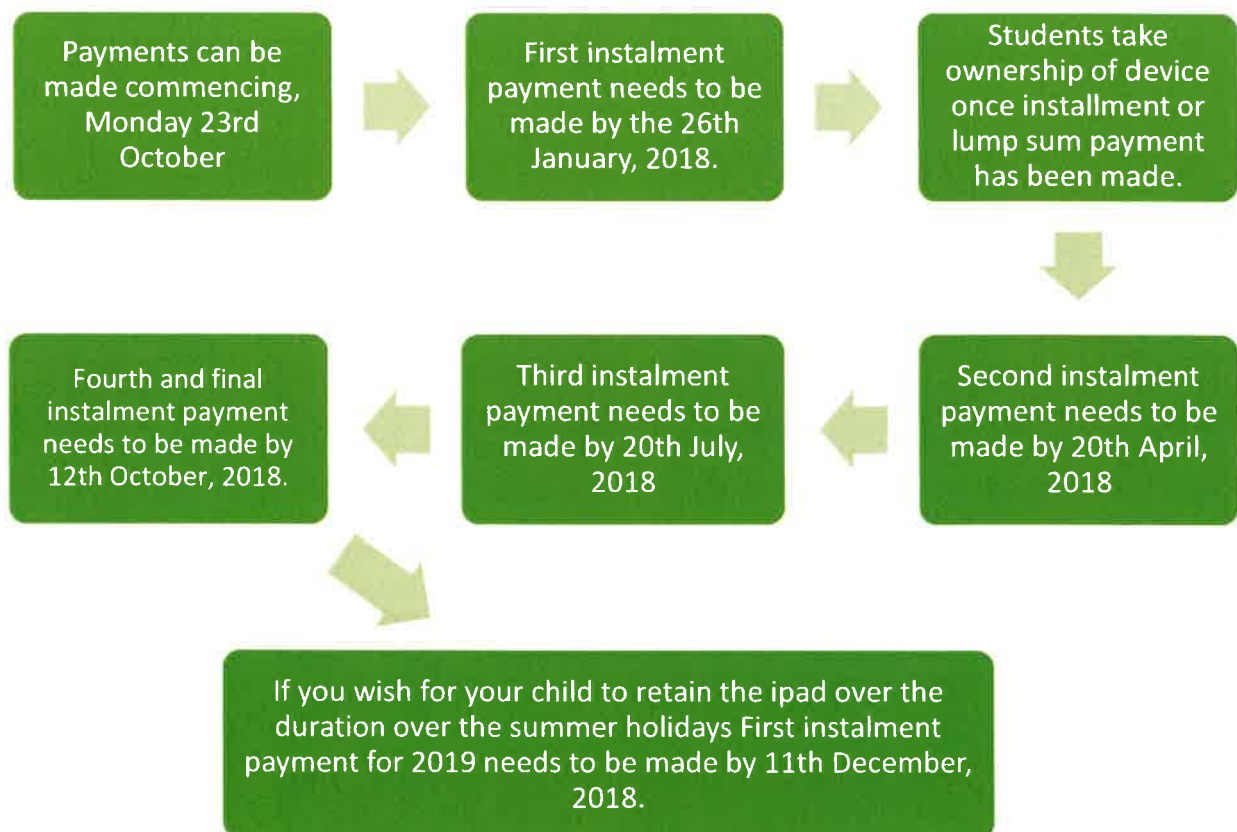 Payments can be
made commencing,
Monday 23rd
October
First instalment
payment needs to be
made by the 26th
January, 2018.
Students take
ownership of device
once installment or
lump sum payment
has been made.
Second instalment
payment needs to be
made by 20th April,
2018
Third instalment
payment needs to be
made by 20th July,
2018
Fourth and final
instalment payment
needs to be made by
12th October, 2018.
If you wish for your child to retain the ipad over the
duration over the summer holidays First instalment
payment for 2019 needs to be made by 11th December,
2018.